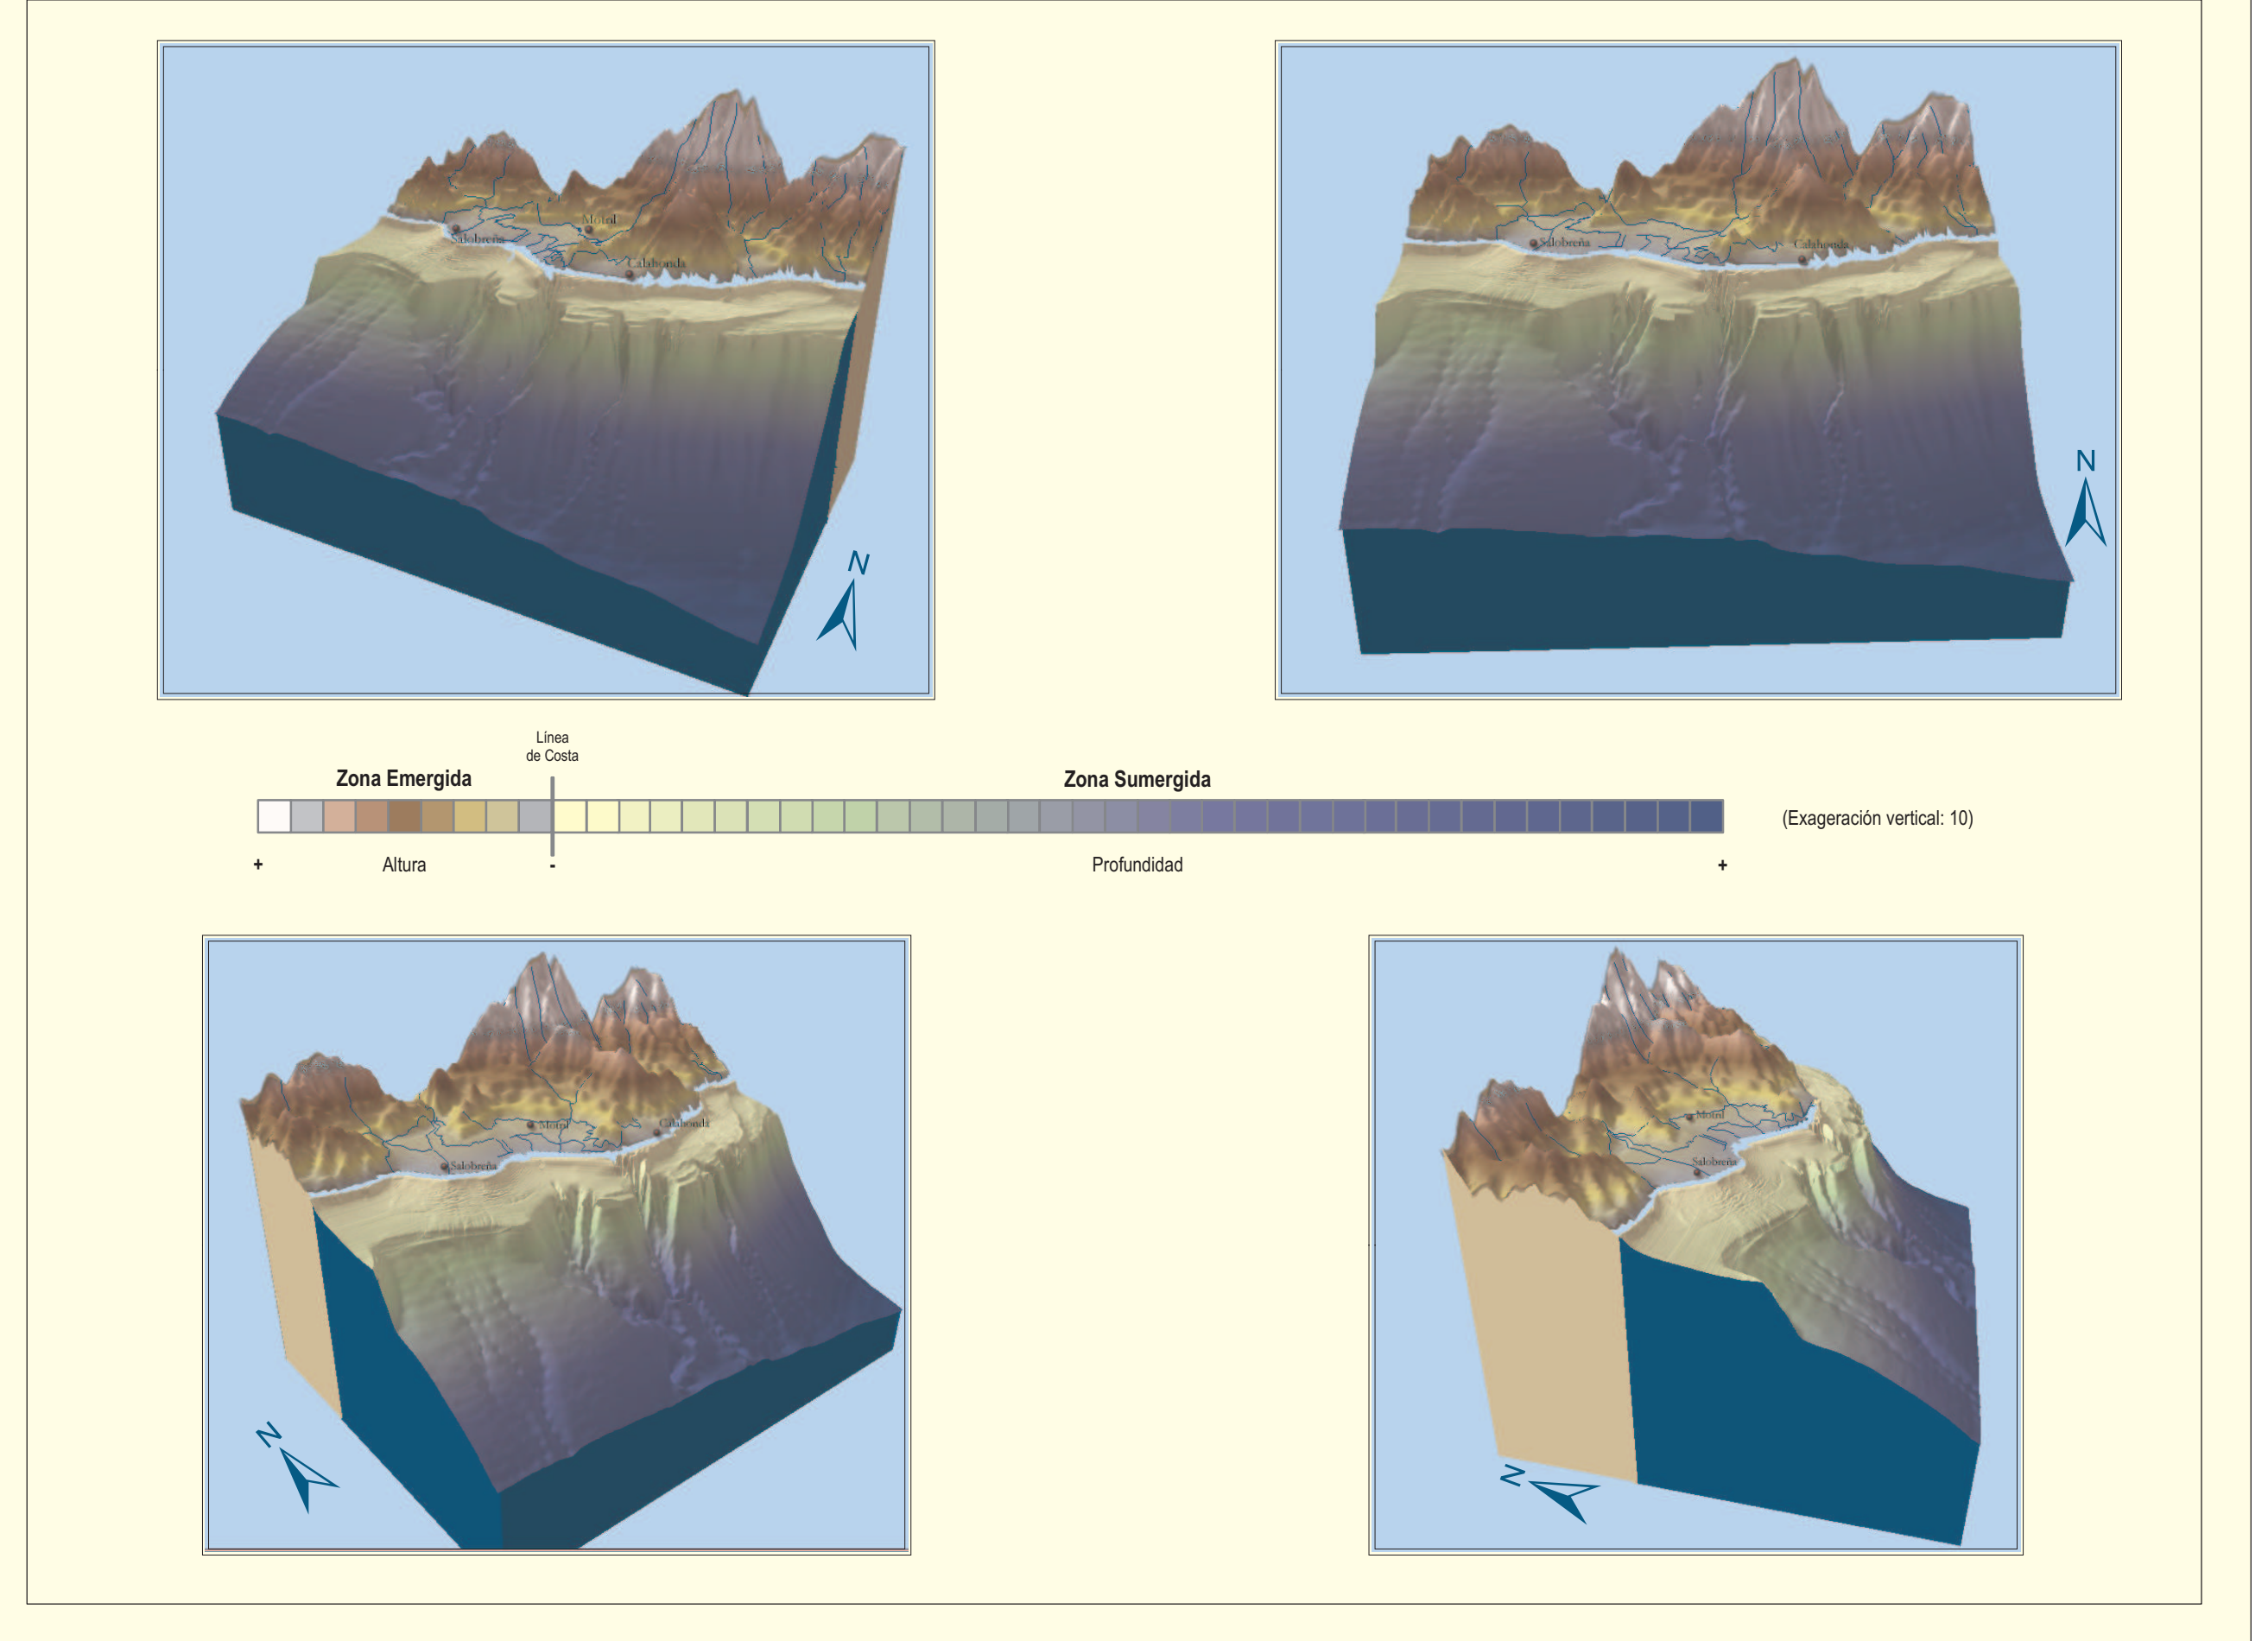 Motril
Salobreña
Calahonda
N
Salobreña
Calahonda
N
Línea
de Costa
Zona Emergida
Zona Sumergida
(Exageración vertical: 10)
+
Altura
-
Profundidad
+
Motril
Calahonda
Salobreña
N
Motril
Salobreña
N